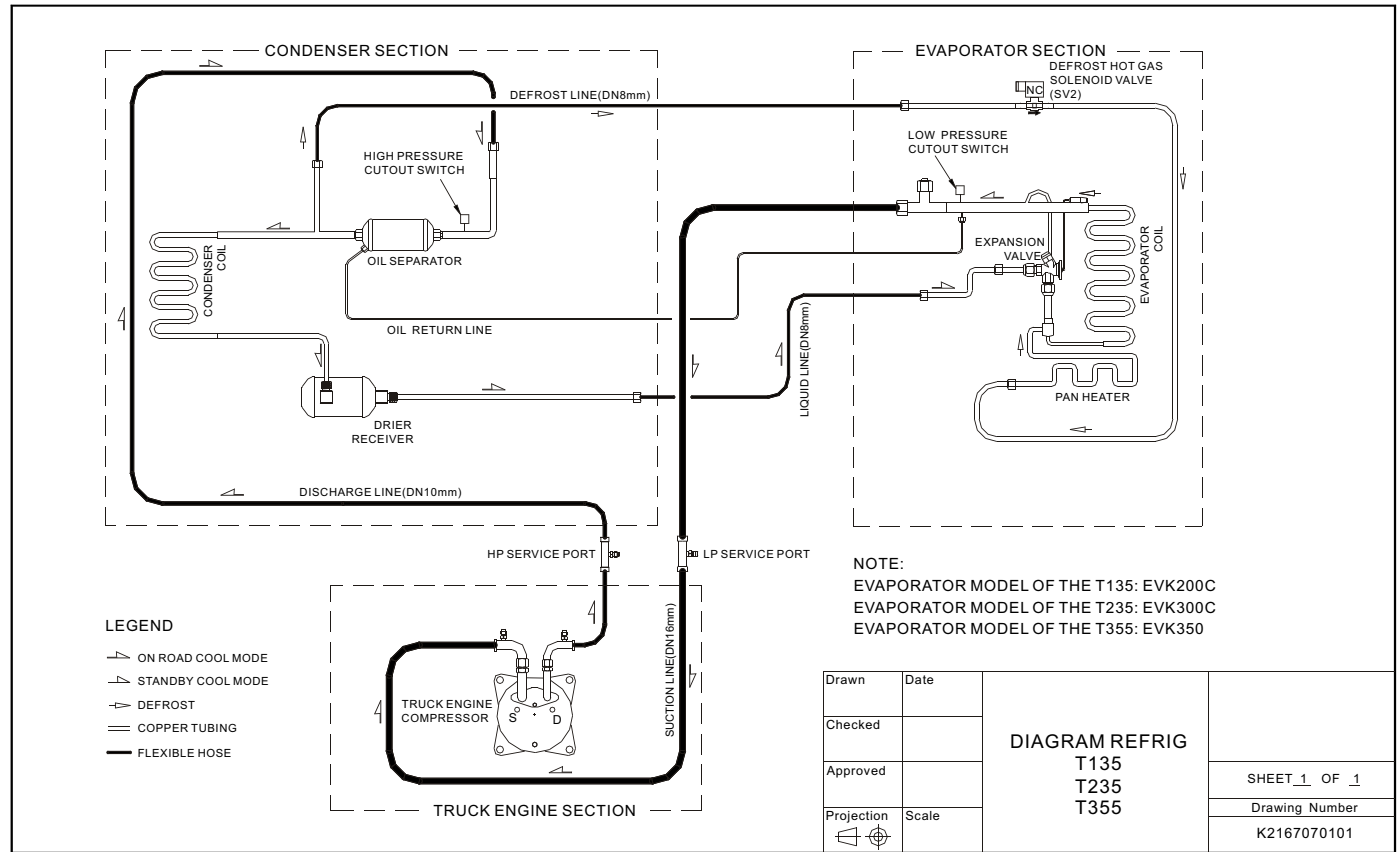 CONDENSER SECTION
EVAPORATOR SECTION
DEFROST HOT GAS
SOLENOID VALVE
(SV2)
NC
DEFROST LINE(DN8mm)
HIGH PRESSURE
CUTOUT SWITCH
LOW PRESSURE
CUTOUT SWITCH
CONDENSER
COIL
OIL SEPARATOR
EXPANSION
VALVE
EVAPORATOR
COIL
OIL RETURN LINE
LIQUID LINE(DN8mm)
PAN HEATER
DRIER
RECEIVER
DISCHARGE LINE(DN10mm)
HP SERVICE PORT
LP SERVICE PORT
NOTE:
EVAPORATOR MODEL OF THE T135: EVK200C
EVAPORATOR MODEL OF THE T235: EVK300C
EVAPORATOR MODEL OF THE T355: EVK350
LEGEND
ON ROAD COOL MODE
STANDBY COOL MODE
DEFROST
COPPER TUBING
FLEXIBLE HOSE
TRUCK ENGINE
COMPRESSOR
S
D
SUCTION LINE(DN16mm)
TRUCK ENGINE SECTION
Drawn
Date
Checked
Approved
Projection
Scale
DIAGRAM REFRIG
T135
T235
T355
SHEET 1 OF 1
Drawing Number
K2167070101